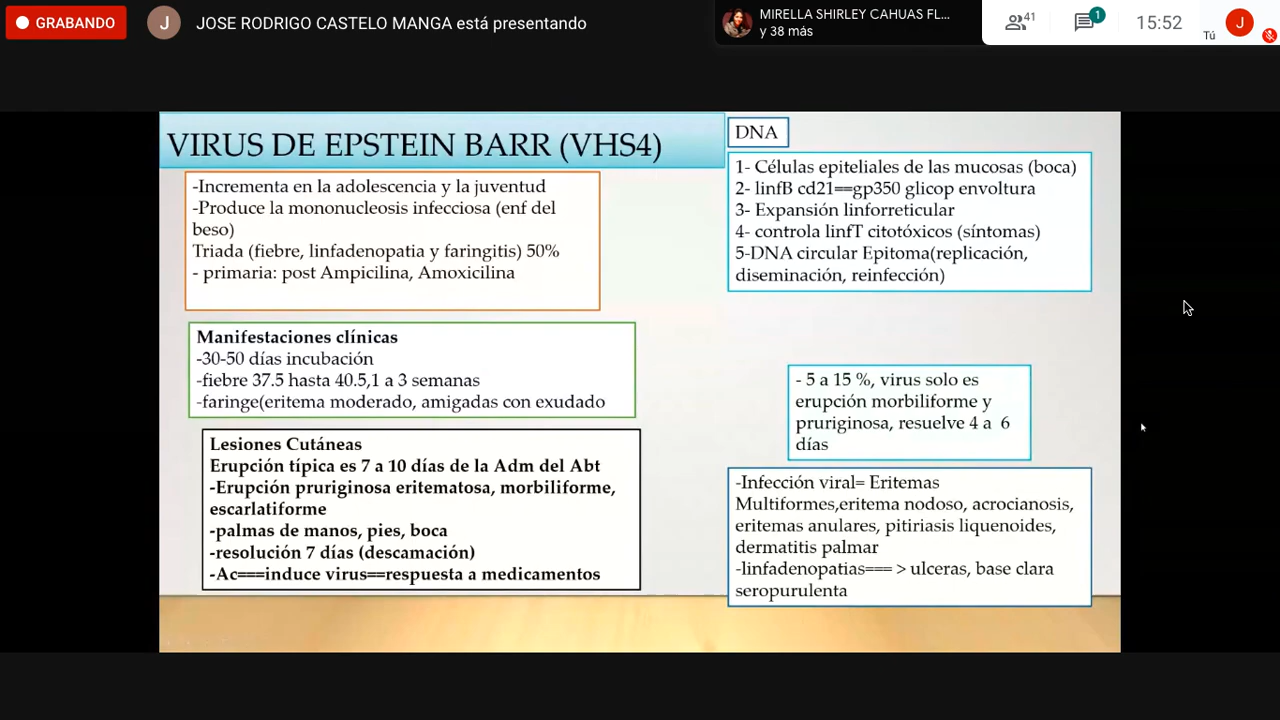 GRABANDO
J
JOSE RODRIGO CASTELO MANGA está presentando
MIRELLA SHIRLEY CAHUAS FL...
y 38 más
41
1
15:52
Tú
J
VIRUS DE EPSTEIN BARR (VHS4)
-Incrementa en la adolescencia y la juventud
-Produce la mononucleosis infecciosa (enf del
beso)
Triada (fiebre, linfadenopatia y faringitis) 50%
- primaria: post Ampicilina, Amoxicilina
Manifestaciones clínicas
-30-50 días incubación
-fiebre 37.5 hasta 40.5,1 a 3 semanas
-faringe(eritema moderado, amigadas con exudado
Lesiones Cutáneas
Erupción típica es 7 a 10 días de la Adm del Abt
-Erupción pruriginosa eritematosa, morbiliforme,
escarlatiforme
-palmas de manos, pies, boca
-resolución 7 días (descamación)
-Ac===induce virus==respuesta a medicamentos
DNA
1- Células epiteliales de las mucosas (boca)
2- linfB cd21==gp350 glicop envoltura
3- Expansión linforreticular
4- controla linfT citotóxicos (síntomas)
5-DNA circular Epitoma(replicación,
diseminación, reinfección)
- 5 a 15 %, virus solo es
erupción morbiliforme y
pruriginosa, resuelve 4 a 6
días
-Infección viral= Eritemas
Multiformes,eritema nodoso, acrocianosis,
eritemas anulares, pitiriasis liquenoides,
dermatitis palmar
-linfadenopatias=== > ulceras, base clara
seropurulenta